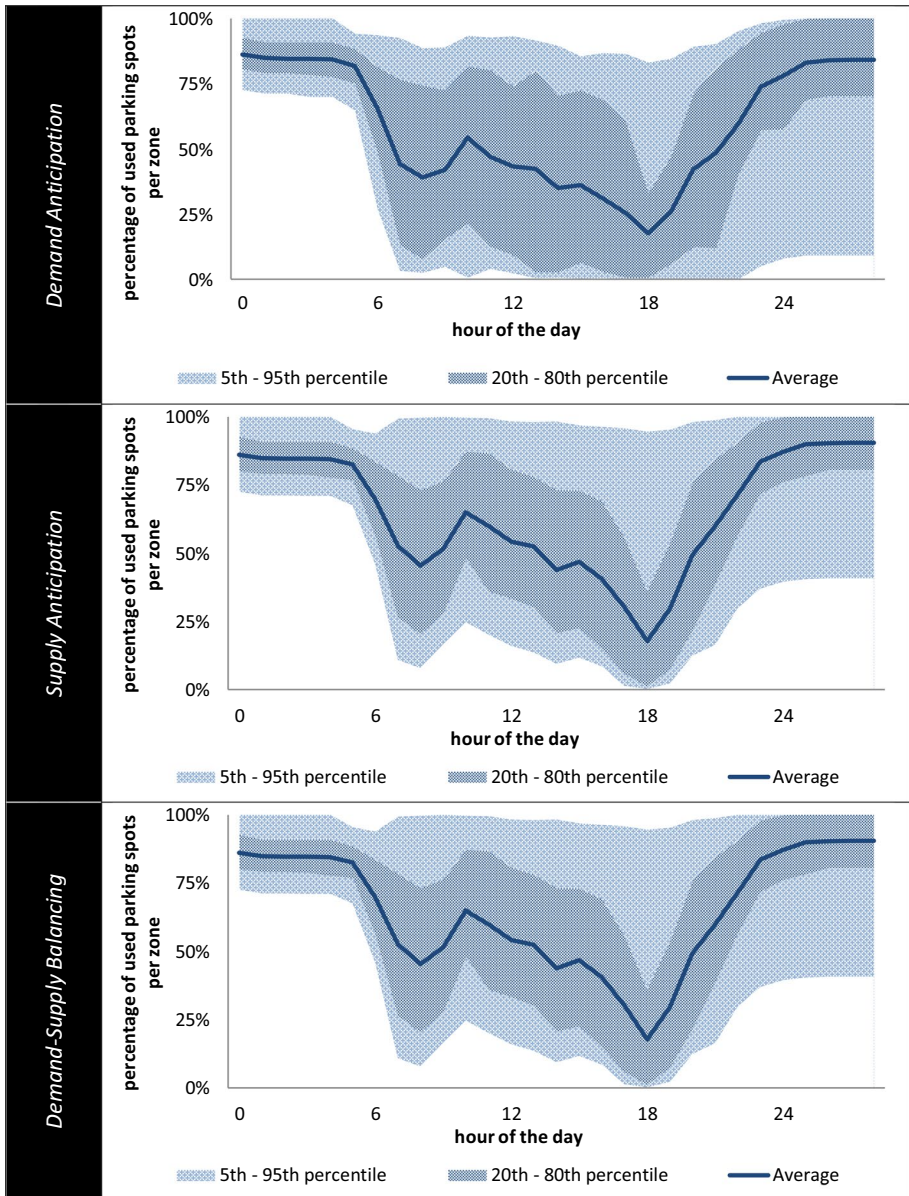 Demand Anticipation
percentage of used parking spots
per zone
100%
75%
50%
25%
0%
0 6 12 18 24
hour of the day
5th - 95th percentile 20th - 80th percentile Average
Supply Anticipation
percentage of used parking spots
per zone
100%
75%
50%
25%
0%
0 6 12 18 24
hour of the day
5th - 95th percentile 20th - 80th percentile Average
Demand-Supply Balancing
percentage of used parking spots
per zone
100%
75%
50%
25%
0%
0 6 12 18 24
hour of the day
5th - 95th percentile 20th - 80th percentile Average